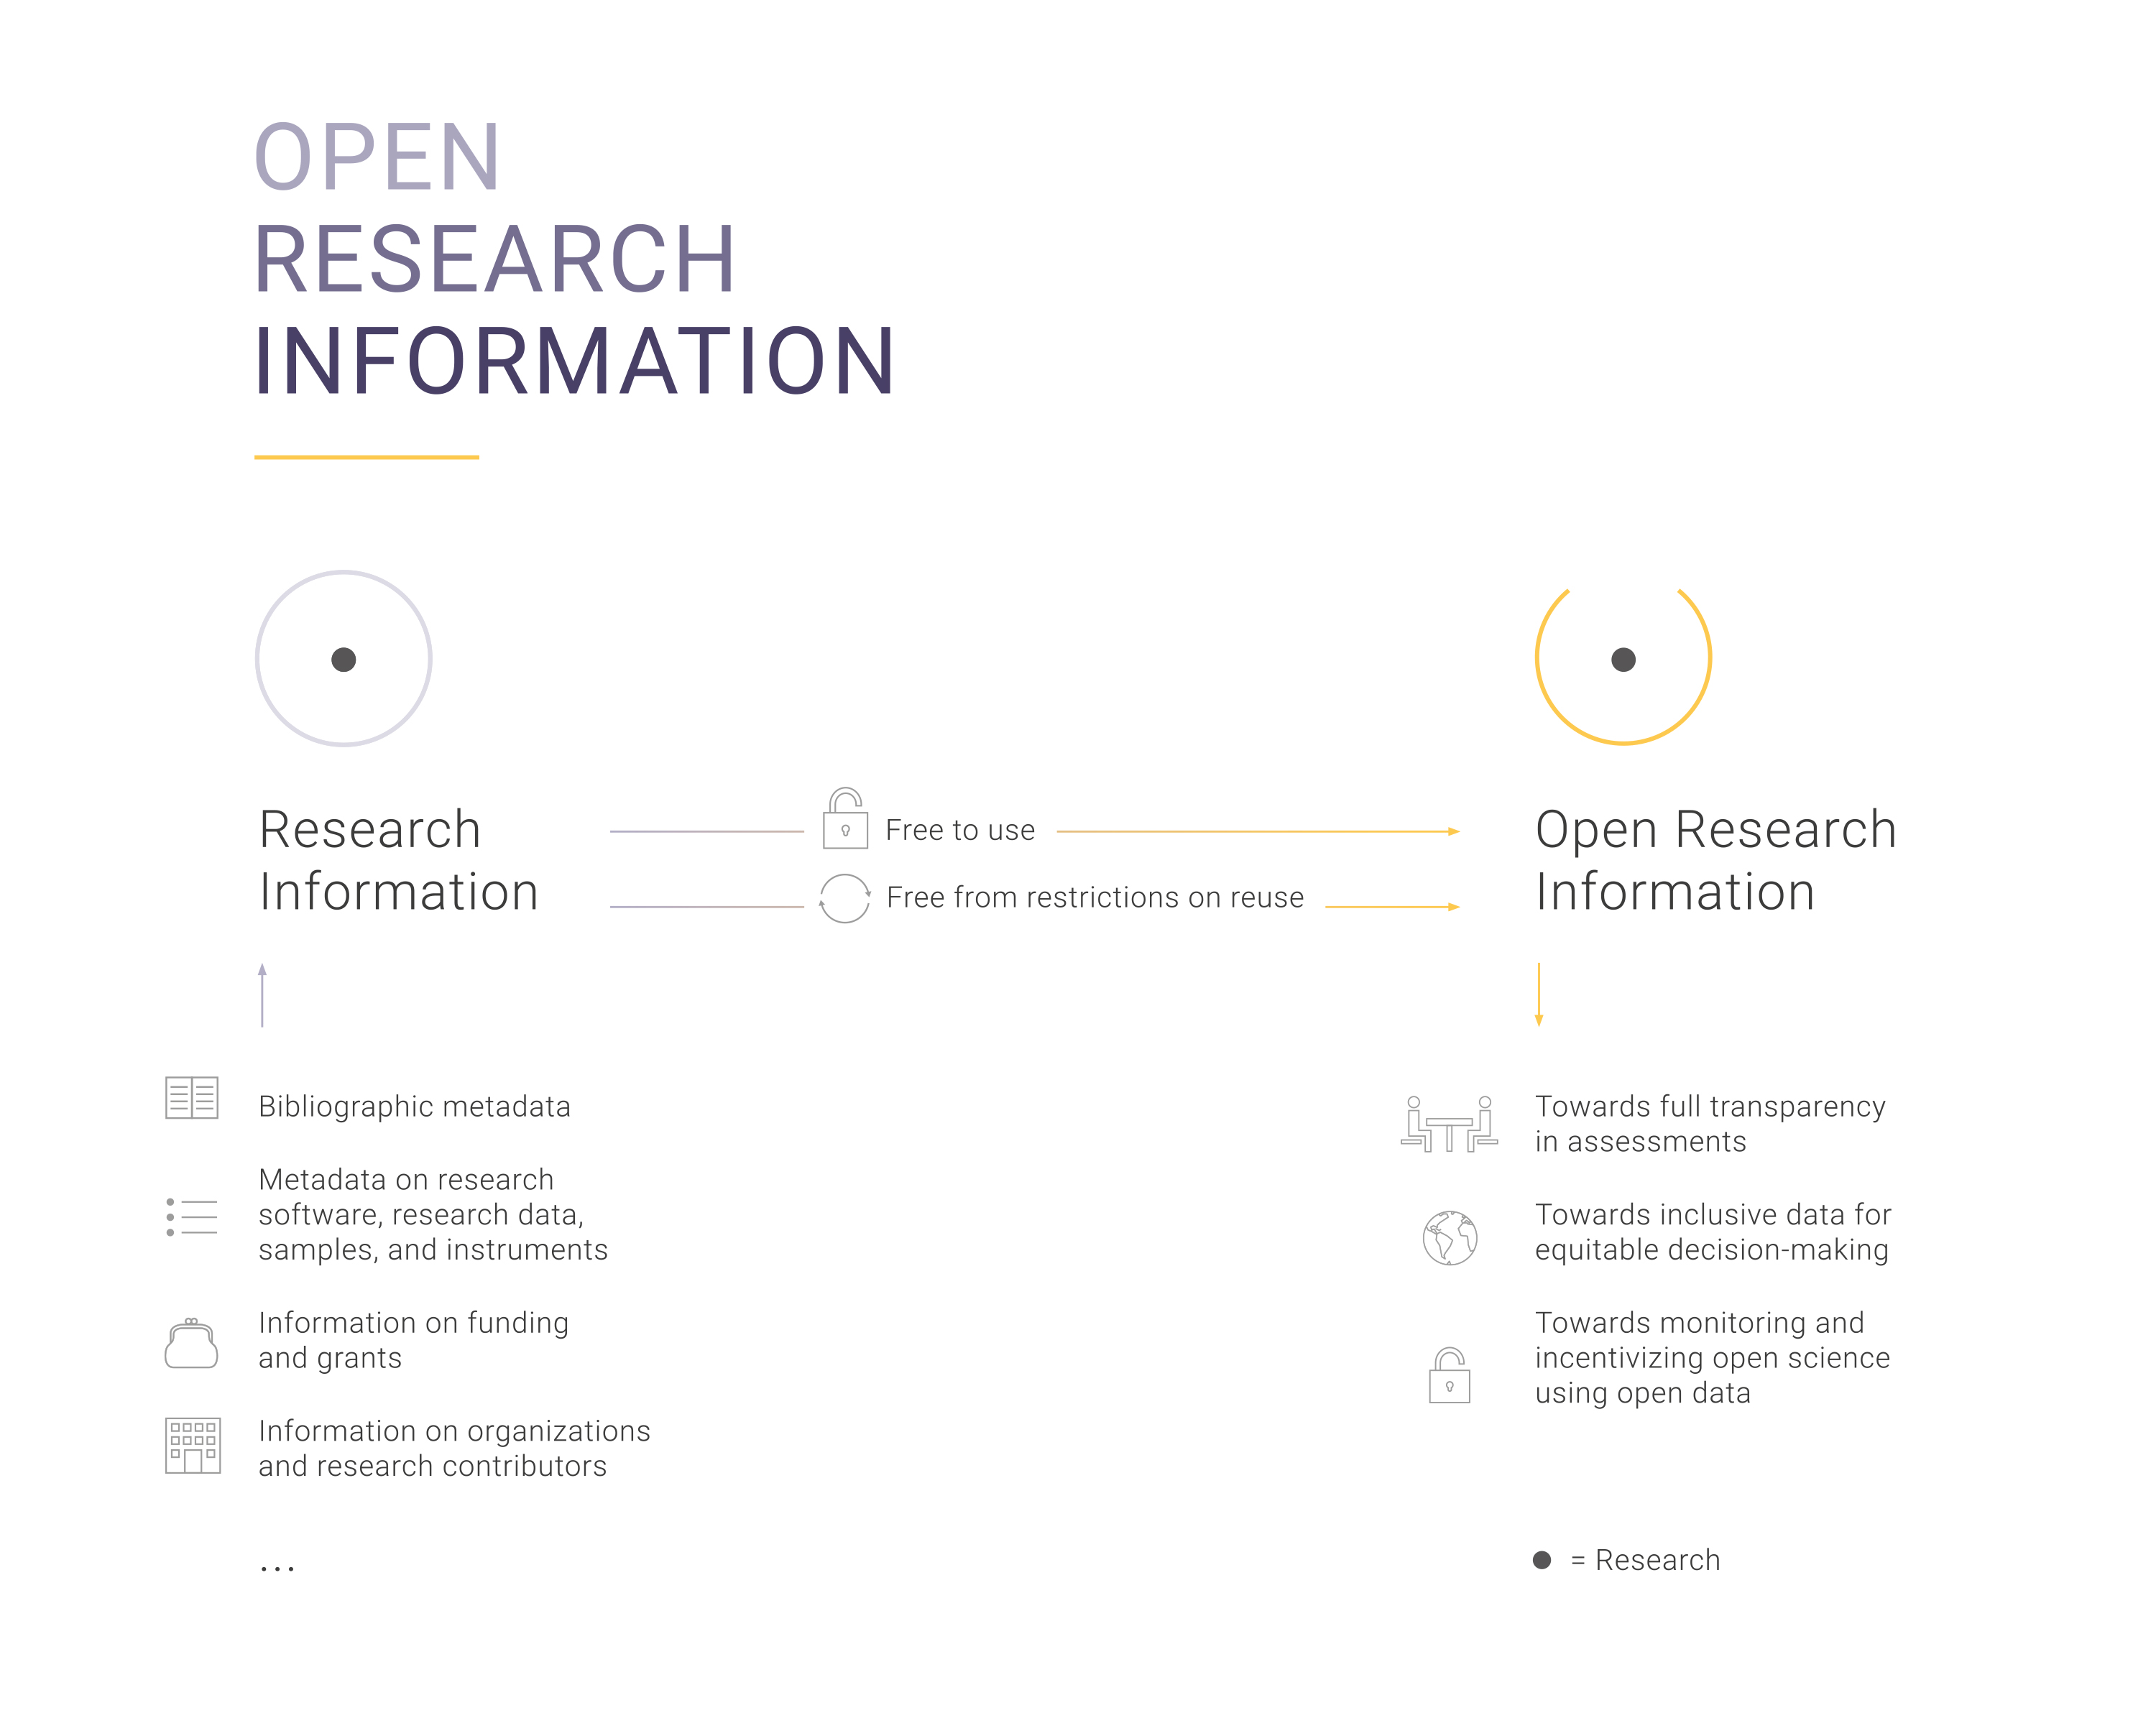 OPEN
RESEARCH
INFORMATION
Research
Information
Free to use
Free from restrictions on reuse
Open Research
Information
Bibliographic metadata
Metadata on research
software, research data,
samples, and instruments
Information on funding
and grants
Information on organizations
and research contributors
...
Towards full transparency
in assessments
Towards inclusive data for
equitable decision-making
Towards monitoring and
incentivizing open science
using open data
= Research